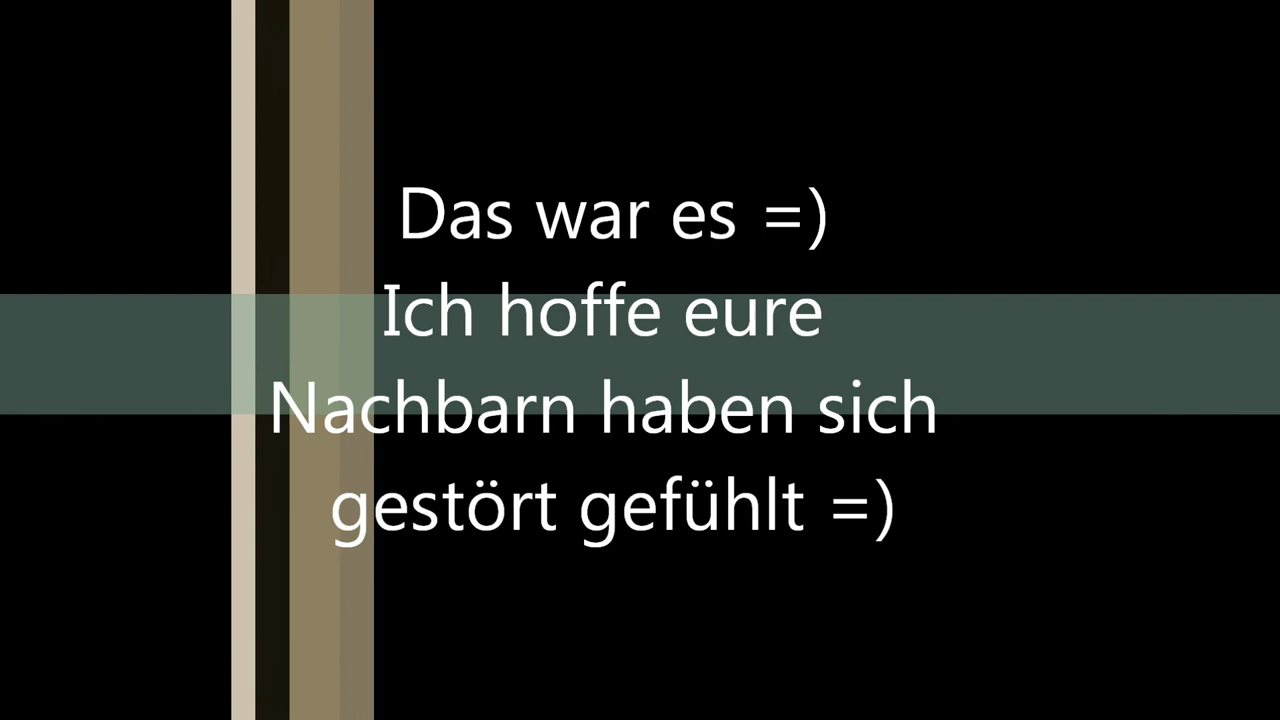 Das war es =)
Ich hoffe eure
Nachbarn haben sich
gestört gefühlt =)